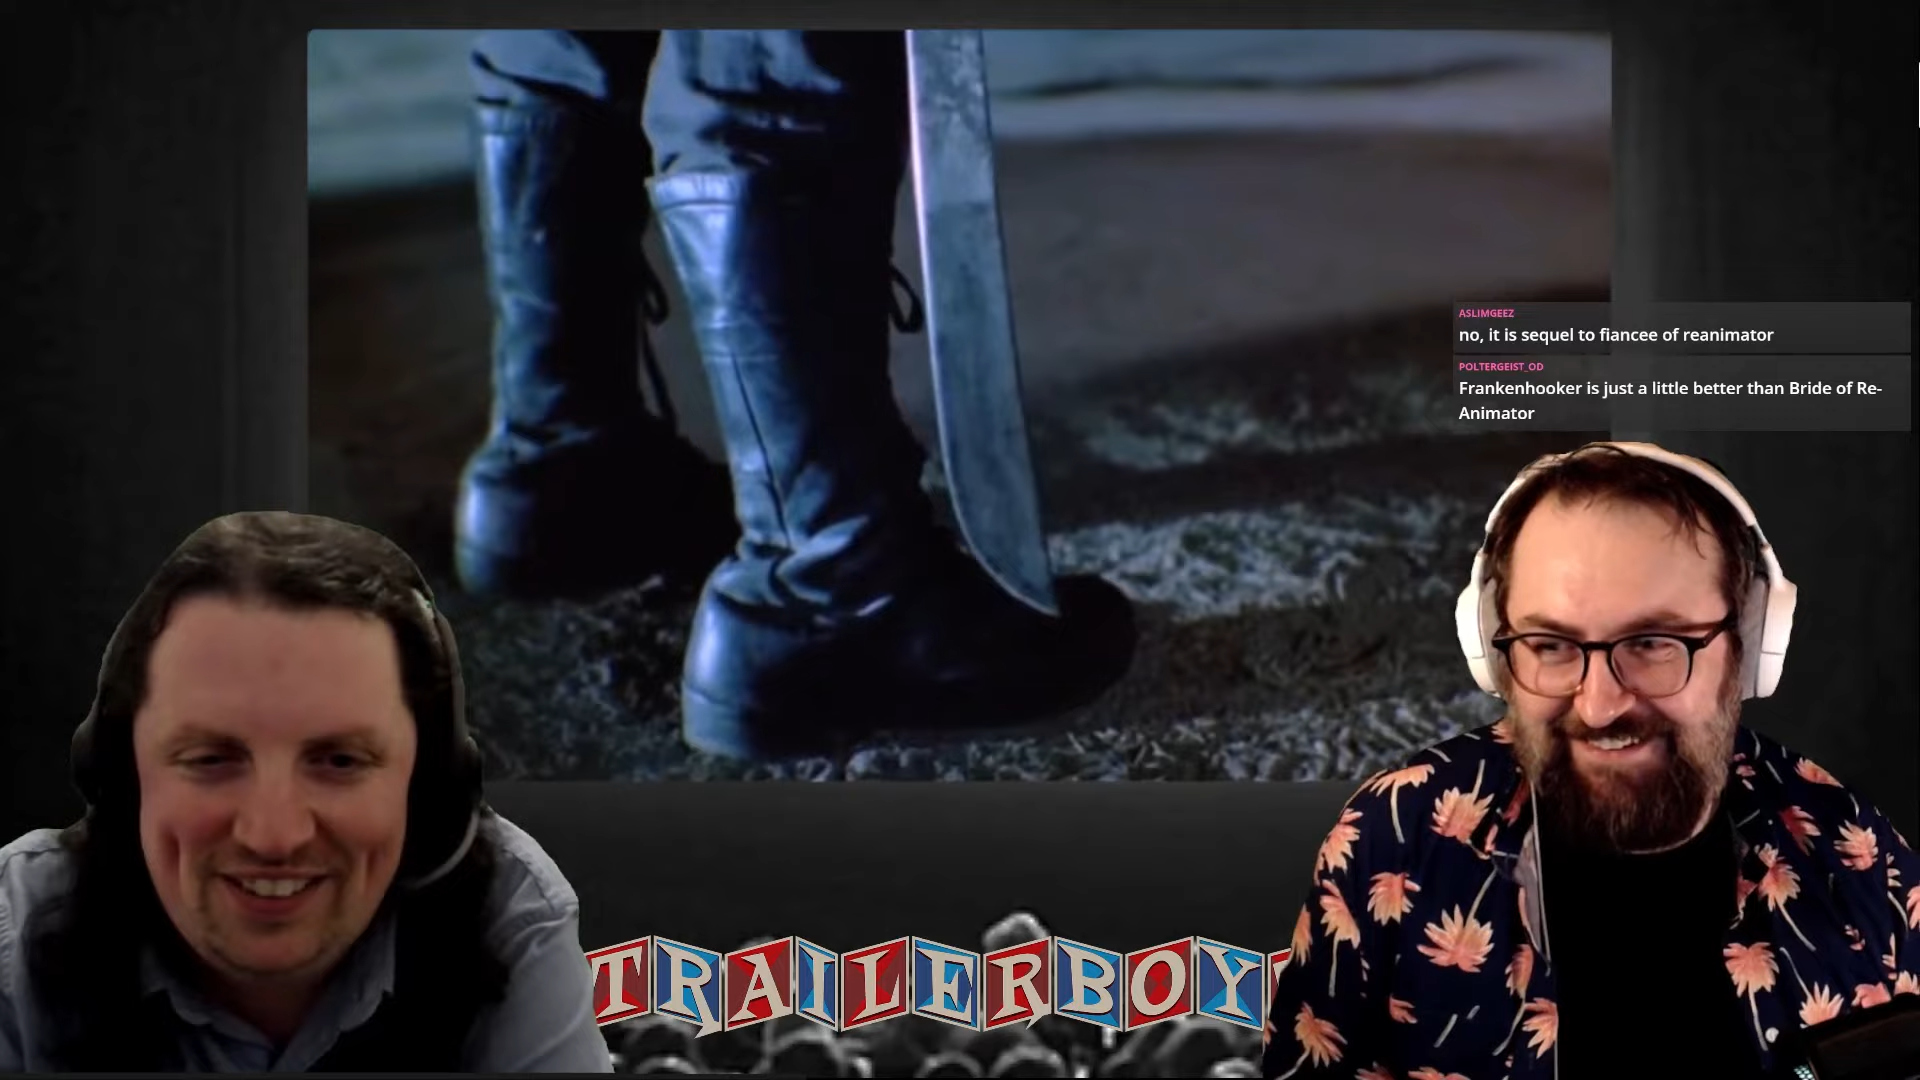 ASLIMGEEZ
no, it is sequel to fiancee of reanimator
POLTERGEIST_OD
Frankenhooker is just a little better than Bride of Re-
Animator
TRAILERBOY